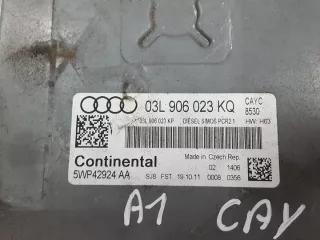 03L 906 023 KQ
CAYC
8530
03L 906 023 KP DIESEL SIMOS PCR2.1 HW: H03
Continental
Made in Czech Rep.
02 1406
5WP42924 AA SJ8 FST 19.10.11 0008 0356
A1 CAY